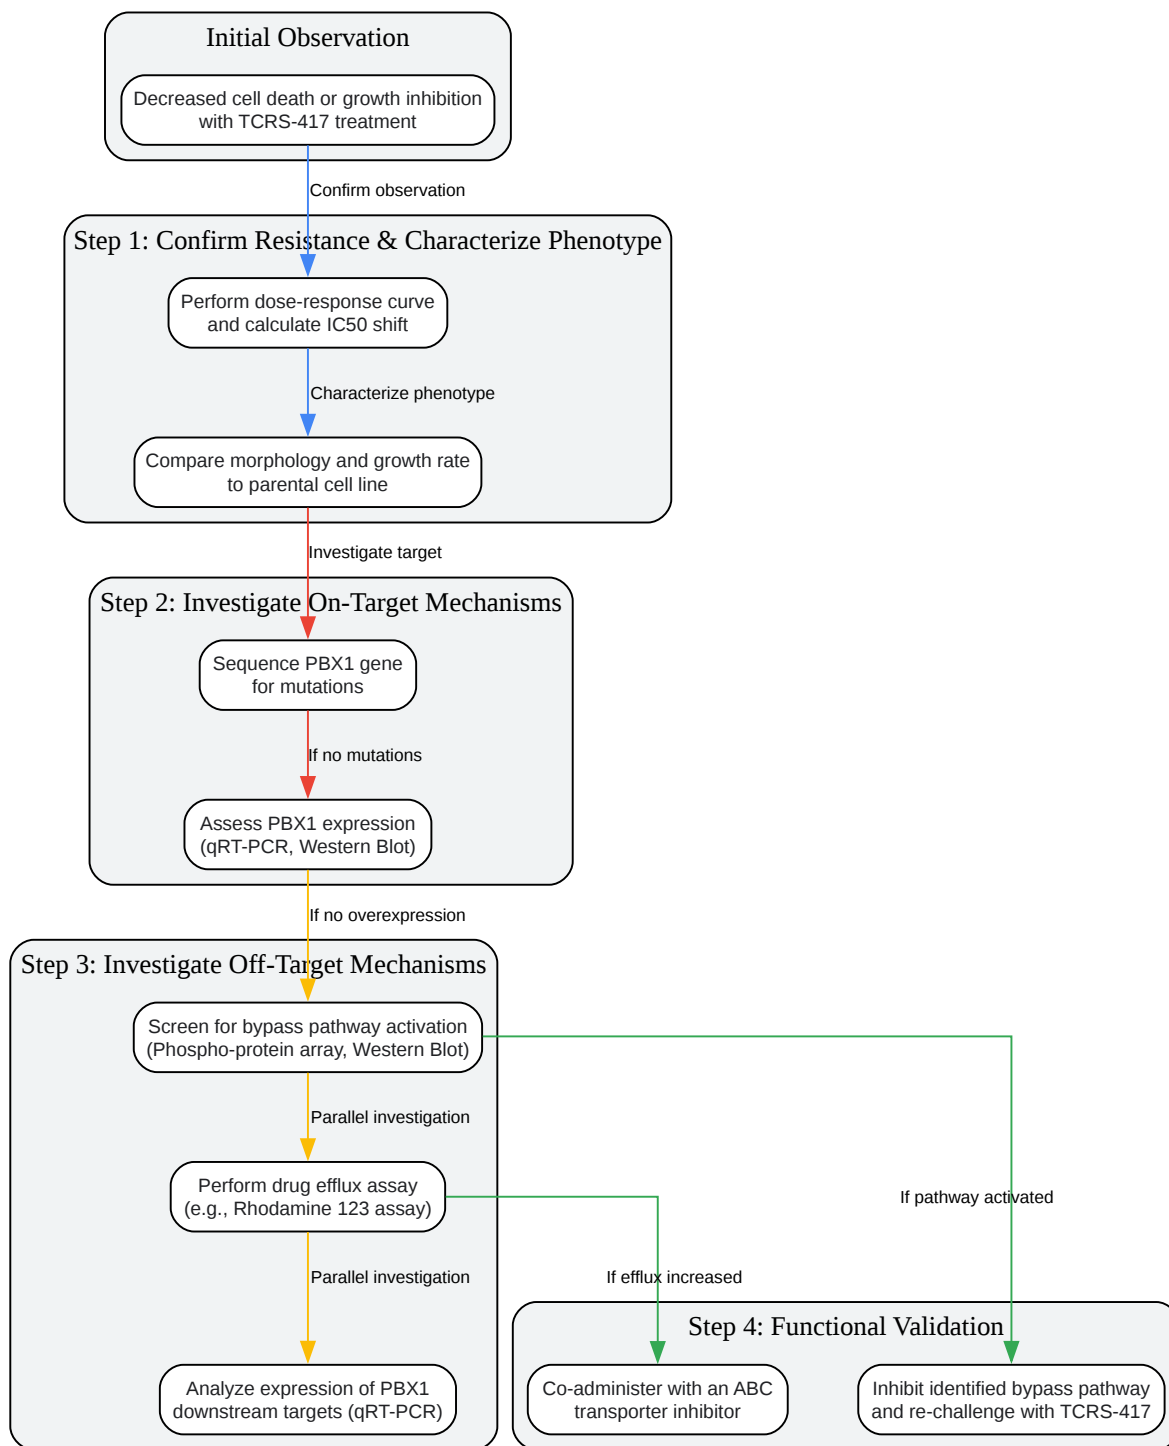 Initial Observation
Decreased cell death or growth inhibition
with TCRS-417 treatment
Confirm observation
Step 1: Confirm Resistance & Characterize Phenotype
Perform dose-response curve
and calculate IC50 shift
Characterize phenotype
Compare morphology and growth rate
to parental cell line
Investigate target
Step 2: Investigate On-Target Mechanisms
Sequence PBX1 gene
for mutations
If no mutations
Assess PBX1 expression
(qRT-PCR, Western Blot)
If no overexpression
Step 3: Investigate Off-Target Mechanisms
Screen for bypass pathway activation
(Phospho-protein array, Western Blot)
Parallel investigation
Perform drug efflux assay
(e.g., Rhodamine 123 assay)
If pathway activated
Parallel investigation
If efflux increased
Step 4: Functional Validation
Analyze expression of PBX1
downstream targets (qRT-PCR)
Co-administer with an ABC
transporter inhibitor
Inhibit identified bypass pathway
and re-challenge with TCRS-417